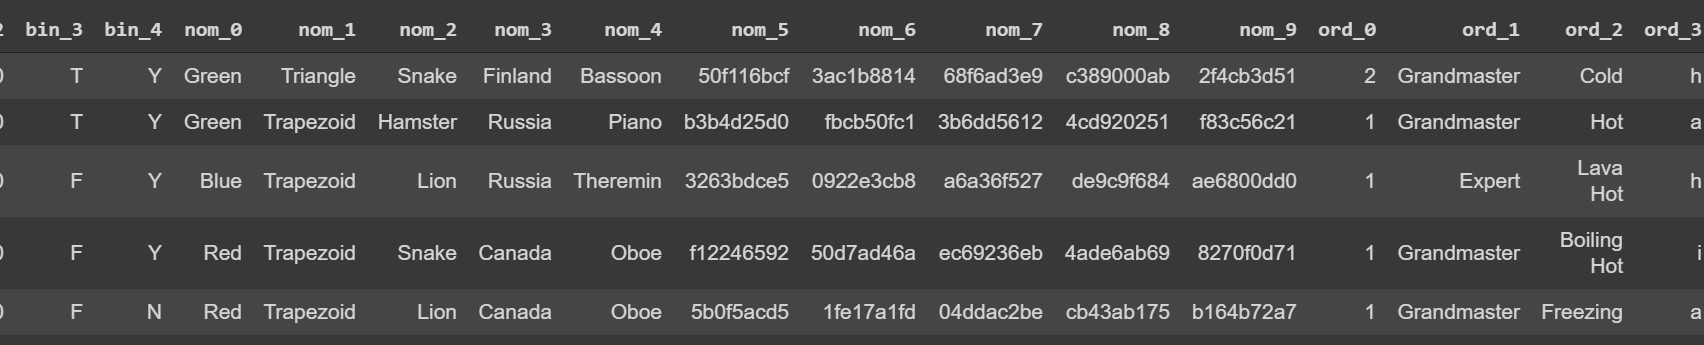 2 bin_3 bin_4 nom_0 nom_1 nom_2 nom_3 nom_4 nom_5 nom_6 nom_7 nom_8 nom_9 ord_0 ord_1 ord_2 ord_3
0 T Y Green Triangle Snake Finland Bassoon 50f116bcf 3ac1b8814 68f6ad3e9 c389000ab 2f4cb3d51 2 Grandmaster Cold h
0 T Y Green Trapezoid Hamster Russia Piano b3b4d25d0 fbcb50fc1 3b6dd5612 4cd920251 f83c56c21 1 Grandmaster Hot a
0 F Y Blue Trapezoid Lion Russia Theremin 3263bdce5 0922e3cb8 a6a36f527 de9c9f684 ae6800dd0 1 Expert Lava Hot h
0 F Y Red Trapezoid Snake Canada Oboe f12246592 50d7ad46a ec69236eb 4ade6ab69 8270f0d71 1 Grandmaster Boiling Hot i
0 F N Red Trapezoid Lion Canada Oboe 5b0f5acd5 1fe17a1fd 04ddac2be cb43ab175 b164b72a7 1 Grandmaster Freezing a